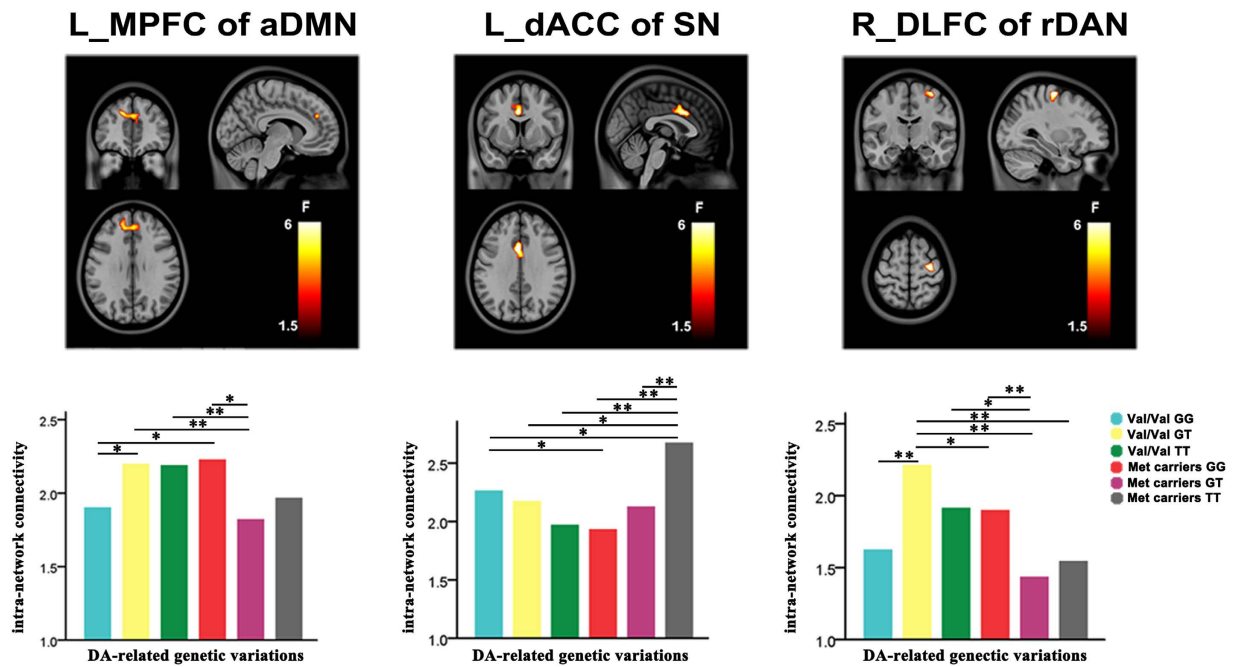 L_MPFC of aDMN
L_dACC of SN
R_DLFC of rDAN
F
6
1.5
F
6
1.5
F
6
1.5
intra-network connectivity
2.5
2.0
1.5
1.0
*
**
**
*
*
DA-related genetic variations
intra-network connectivity
2.5
2.0
1.5
1.0
**
**
**
*
*
*
DA-related genetic variations
intra-network connectivity
2.5
2.0
1.5
1.0
**
*
**
**
*
**
DA-related genectic variations
Val/Val GG
Val/Val GT
Val/Val TT
Met carriers GG
Met carriers GT
Met carriers TT